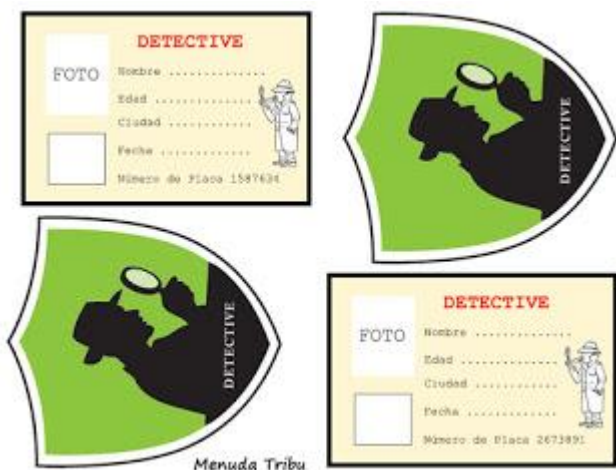 DETECTIVE
FOTO
Nombre ..............
Edad ..............
Ciudad ..............
Fecha ..............
Número de Placa 1587634
DETECTIVE
DETECTIVE
DETECTIVE
FOTO
Nombre ..............
Edad ..............
Ciudad ..............
Fecha ..............
Número de Placa 2673891
Menuda Tribu